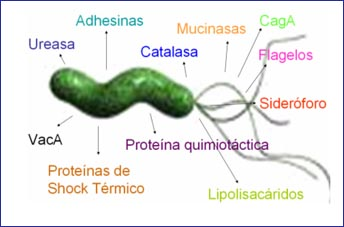 Adhesinas
Mucinasas
CagA
Ureasa
Catalasa
Flagelos
Sideróforo
VacA
Proteína quimiotáctica
Proteínas de
Shock Térmico
Lipolisacáridos